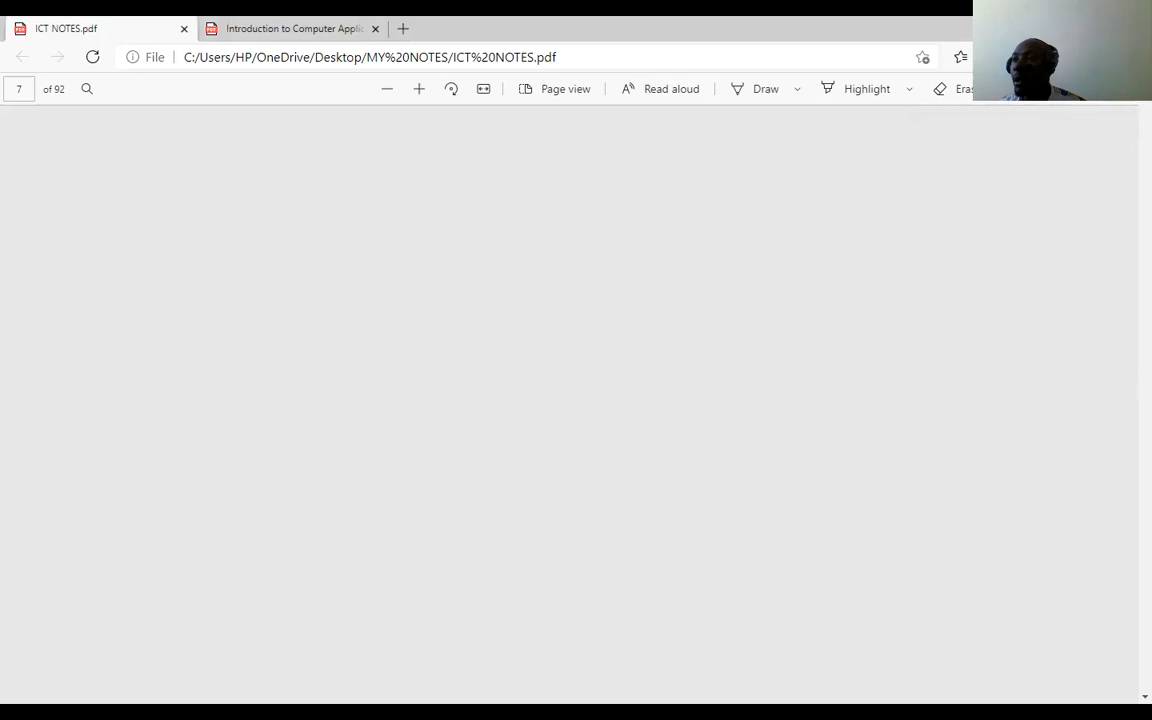 ICT NOTES.pdf
Introduction to Computer Applic
File
C:/Users/HP/OneDrive/Desktop/MY%20NOTES/ICT%20NOTES.pdf
7 of 92
Page view
Read aloud
Draw
Highlight
Eras